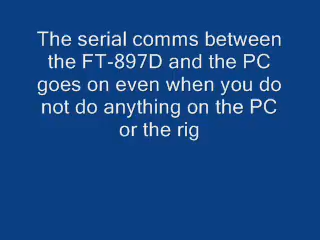 The serial comms between
the FT-897D and the PC
goes on even when you do
not do anything on the PC
or the rig